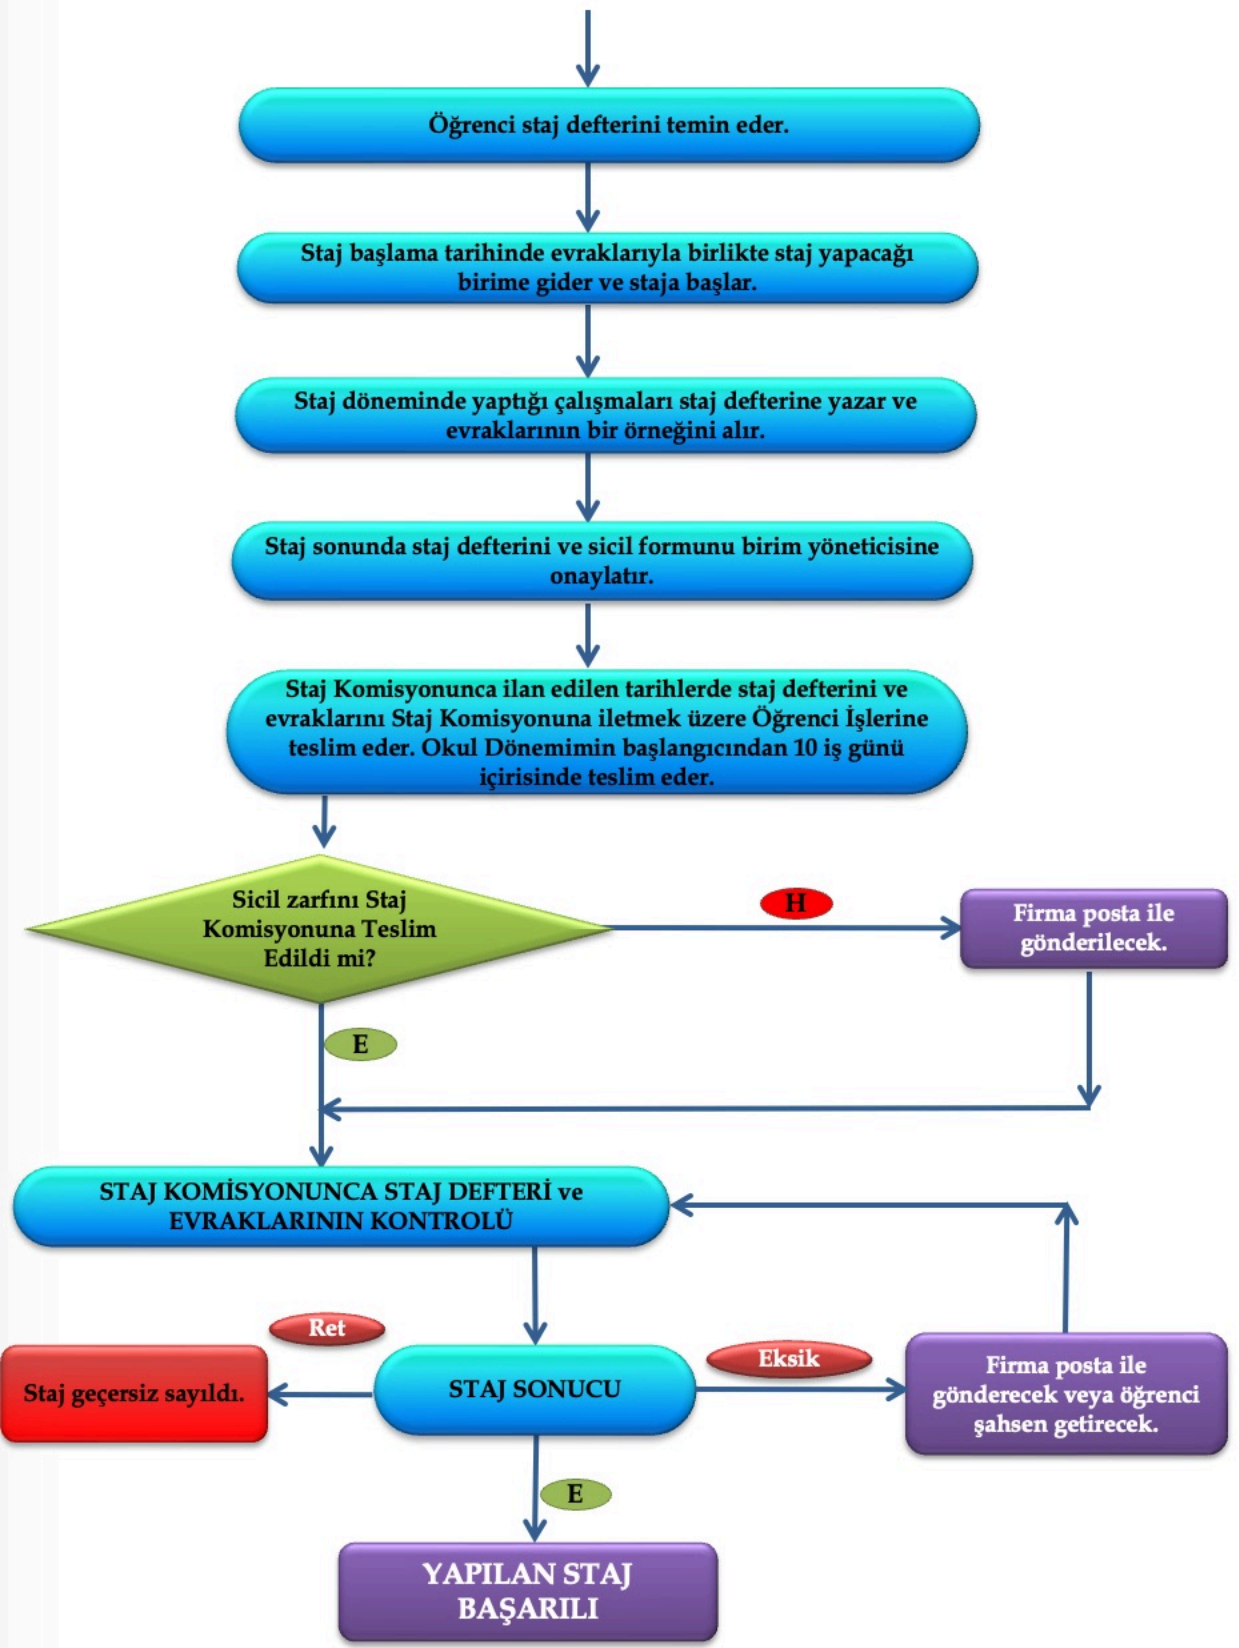 Öğrenci staj defterini temin eder.
Staj başlama tarihinde evraklarıyla birlikte staj yapacağı
birime gider ve staja başlar.
Staj döneminde yaptığı çalışmaları staj defterine yazar ve
evraklarının bir örneğini alır.
Staj sonunda staj defterini ve sicil formunu birim yöneticisine
onaylatır.
Staj Komisyonunca ilan edilen tarihlerde staj defterini ve
evraklarını Staj Komisyonuna iletmek üzere Öğrenci İşlerine
teslim eder. Okul Dönemimin başlangıcından 10 iş günü
içirisinde teslim eder.
Sicil zarfını Staj
Komisyonuna Teslim
Edildi mi?
H
Firma posta ile
gönderilecek.
E
STAJ KOMİSYONUNCA STAJ DEFTERİ ve
EVRAKLARININ KONTROLÜ
Ret
Staj geçersiz sayıldı.
STAJ SONUCU
Eksik
Firma posta ile
gönderecek veya öğrenci
şahsen getirecek.
E
YAPILAN STAJ
BAŞARILI